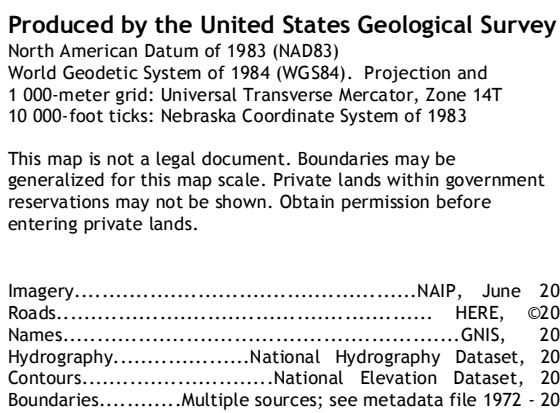 Produced by the United States Geological Survey
North American Datum of 1983 (NAD83)
World Geodetic System of 1984 (WGS84). Projection and
1 000-meter grid: Universal Transverse Mercator, Zone 14T
10 000-foot ticks: Nebraska Coordinate System of 1983
This map is not a legal document. Boundaries may be
generalized for this map scale. Private lands within government
reservations may not be shown. Obtain permission before
entering private lands.
Imagery.....................................................NAIP, June 20
Roads.......................................................... HERE, ©20
Names.............................................................GNIS, 20
Hydrography....................National Hydrography Dataset, 20
Contours............................National Elevation Dataset, 20
Boundaries............Multiple sources; see metadata file 1972 - 20